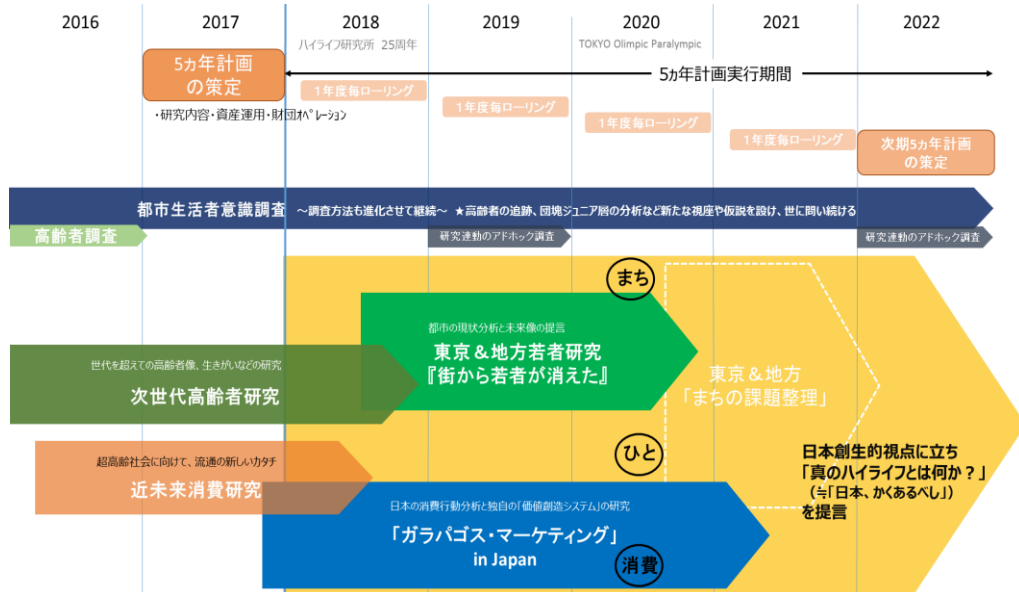 2016
2017
2018
2019
2020
2021
2022
ハイライフ研究所 25周年
TOKYO Olimpic Paralympic
5ヵ年計画
の策定
5ヵ年計画実行期間
・研究内容・資産運用・財団オペレーション
1年度毎ローリング
1年度毎ローリング
1年度毎ローリング
1年度毎ローリング
次期5ヵ年計画
の策定
都市生活者意識調査 ～調査方法も進化させて継続～ ★高齢者の追跡、団塊ジュニア層の分析など新たな視座や仮説を設け、世に問い続ける
高齢者調査
研究連動のアドホック調査
研究連動のアドホック調査
まち
都市の現状分析と未来像の提言
東京＆地方若者研究
『街から若者が消えた』
世代を超えての高齢者像、生きがいなどの研究
次世代高齢者研究
東京＆地方
「まちの課題整理」
ひと
日本創生的視点に立ち
「真のハイライフとは何か？」
（≒「日本、かくあるべし」）
を提言
超高齢社会に向けて、流通の新しいカタチ
近未来消費研究
日本の消費行動分析と独自の「価値創造システム」の研究
「ガラパゴス・マーケティング」
in Japan
消費